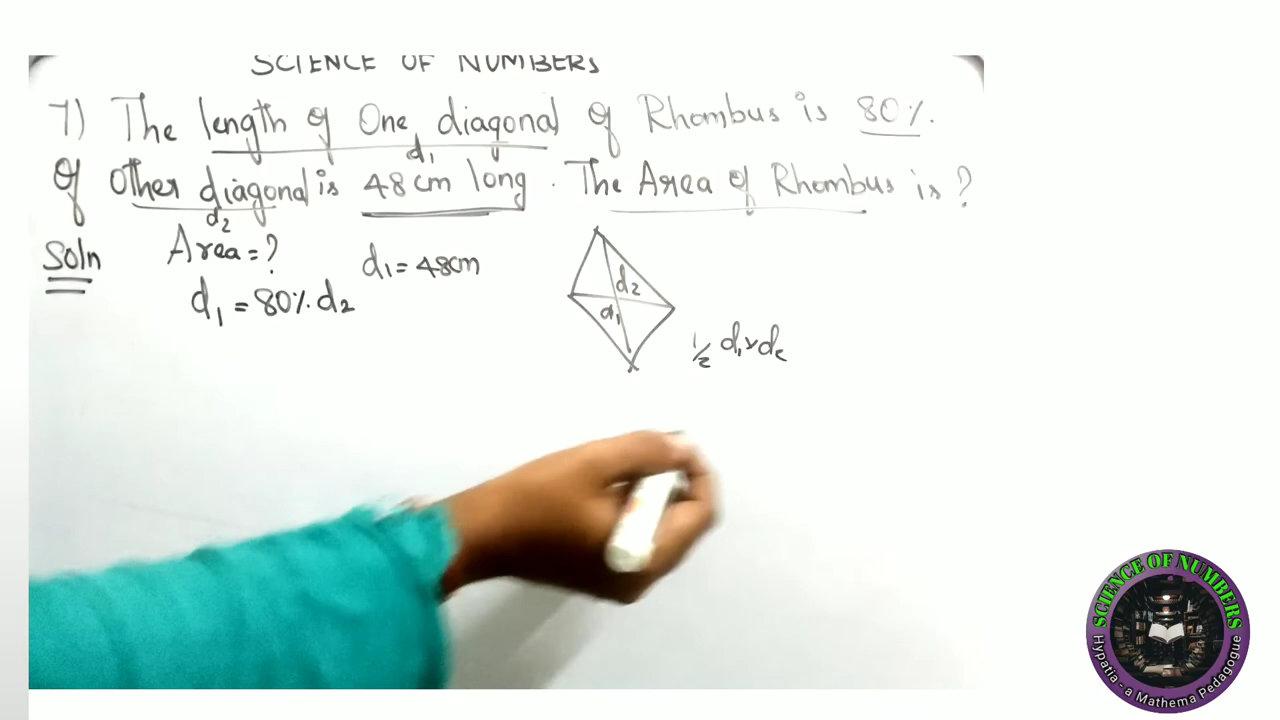 SCIENCE OF NUMBERS
7) The length of One diagonal of Rhombus is 80%.
d1
Of Other diagonal is 48cm long. The Area of Rhombus is?
d2
Soln
Area = ?
d1 = 48cm
d1 = 80% d2
d2
d1
1/2 d1 x d2
SCIENCE OF NUMBERS
Hypatia - a Mathema Pedagogue